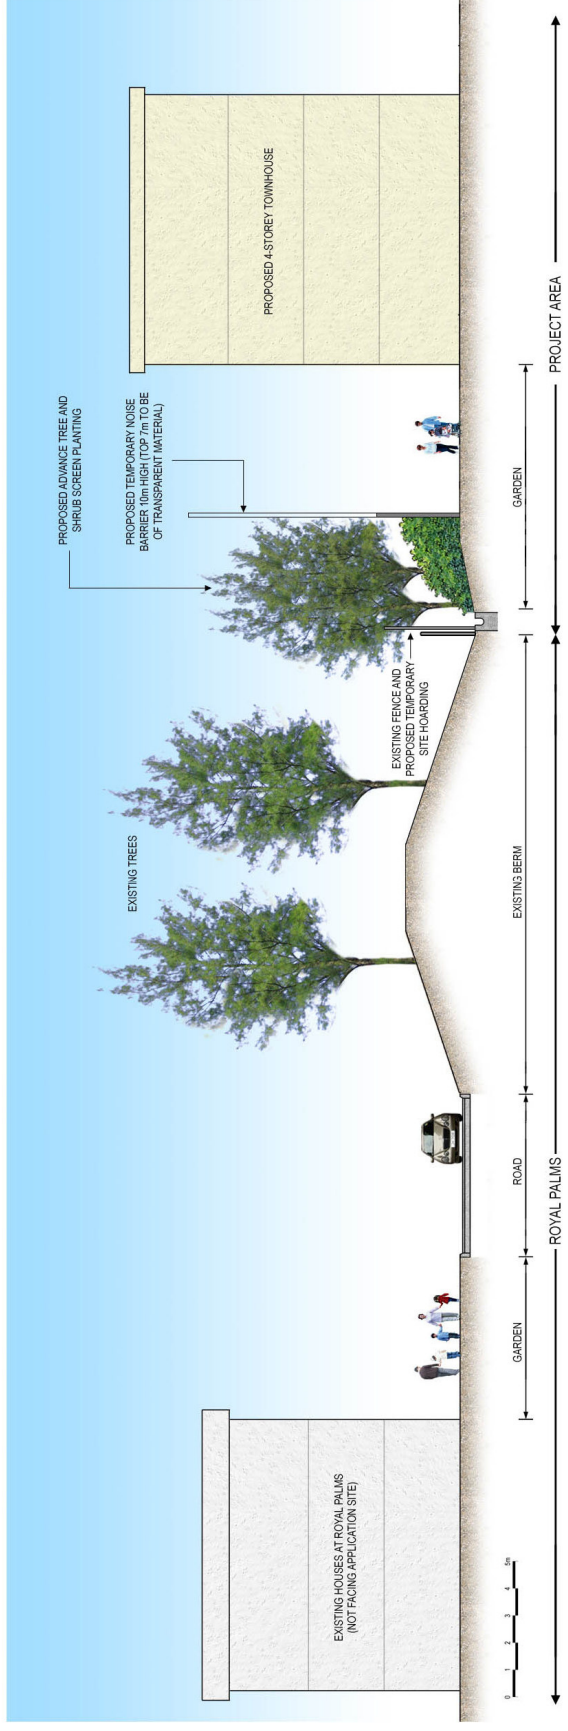 PROPOSED ADVANCE TREE AND
SHRUB SCREEN PLANTING
PROPOSED TEMPORARY NOISE
BARRIER 10m HIGH (TOP 7m TO BE
OF TRANSPARENT MATERIAL)
EXISTING TREES
PROPOSED 4-STOREY TOWNHOUSE
EXISTING HOUSES AT ROYAL PALMS
(NOT FACING APPLICATION SITE)
EXISTING FENCE AND
PROPOSED TEMPORARY
SITE HOARDING
0 1 2 3 4 5m
GARDEN
ROAD
EXISTING BERM
GARDEN
ROYAL PALMS
PROJECT AREA